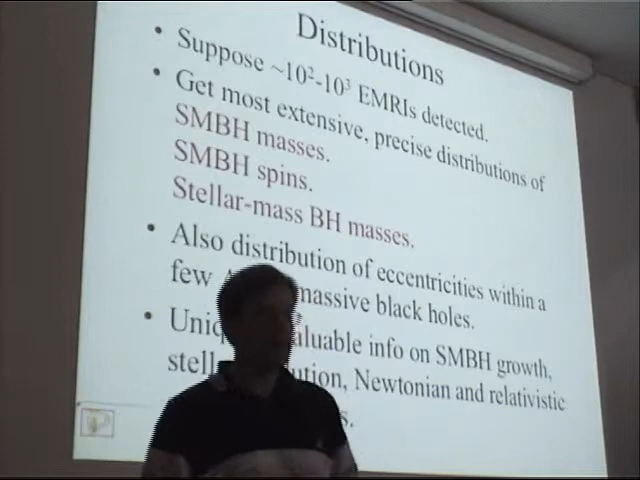 Distributions
• Suppose ~10²-10³ EMRIs detected.
• Get most extensive, precise distributions of
SMBH masses.
SMBH spins.
Stellar-mass BH masses.
• Also distribution of eccentricities within a
few massive black holes.
• aluable info on SMBH growth,
ution, Newtonian and relativistic